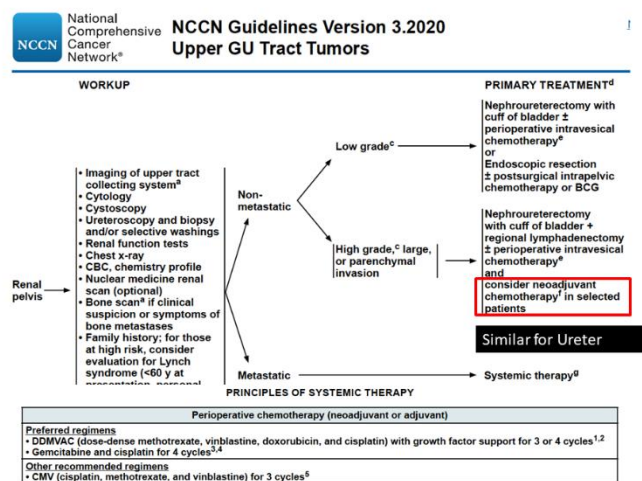 National
Comprehensive
Cancer
Network®
NCCN
NCCN Guidelines Version 3.2020
Upper GU Tract Tumors
WORKUP
PRIMARY TREATMENTᵈ
Renal
pelvis
• Imaging of upper tract
collecting systemᵃ
• Cytology
• Cystoscopy
• Ureteroscopy and biopsy
and/or selective washings
• Renal function tests
• Chest x-ray
• CBC, chemistry profile
• Nuclear medicine renal
scan (optional)
• Bone scanᵃ if clinical
suspicion or symptoms of
bone metastases
• Family history; for those
at high risk, consider
evaluation for Lynch
syndrome (<60 y at
presentation, personal
Non-
metastatic
Low gradeᶜ
Nephroureterectomy with
cuff of bladder ±
perioperative intravesical
chemotherapyᵉ
or
Endoscopic resection
± postsurgical intrapelvic
chemotherapy or BCG
High grade,ᶜ large,
or parenchymal
invasion
Nephroureterectomy
with cuff of bladder +
regional lymphadenectomy
± perioperative intravesical
chemotherapyᵉ
and
consider neoadjuvant
chemotherapyᶠ in selected
patients
Similar for Ureter
Metastatic
Systemic therapyᵍ
PRINCIPLES OF SYSTEMIC THERAPY
Perioperative chemotherapy (neoadjuvant or adjuvant)
Preferred regimens
• DDMVAC (dose-dense methotrexate, vinblastine, doxorubicin, and cisplatin) with growth factor support for 3 or 4 cycles¹,²
• Gemcitabine and cisplatin for 4 cycles³,⁴
Other recommended regimens
• CMV (cisplatin, methotrexate, and vinblastine) for 3 cycles⁵